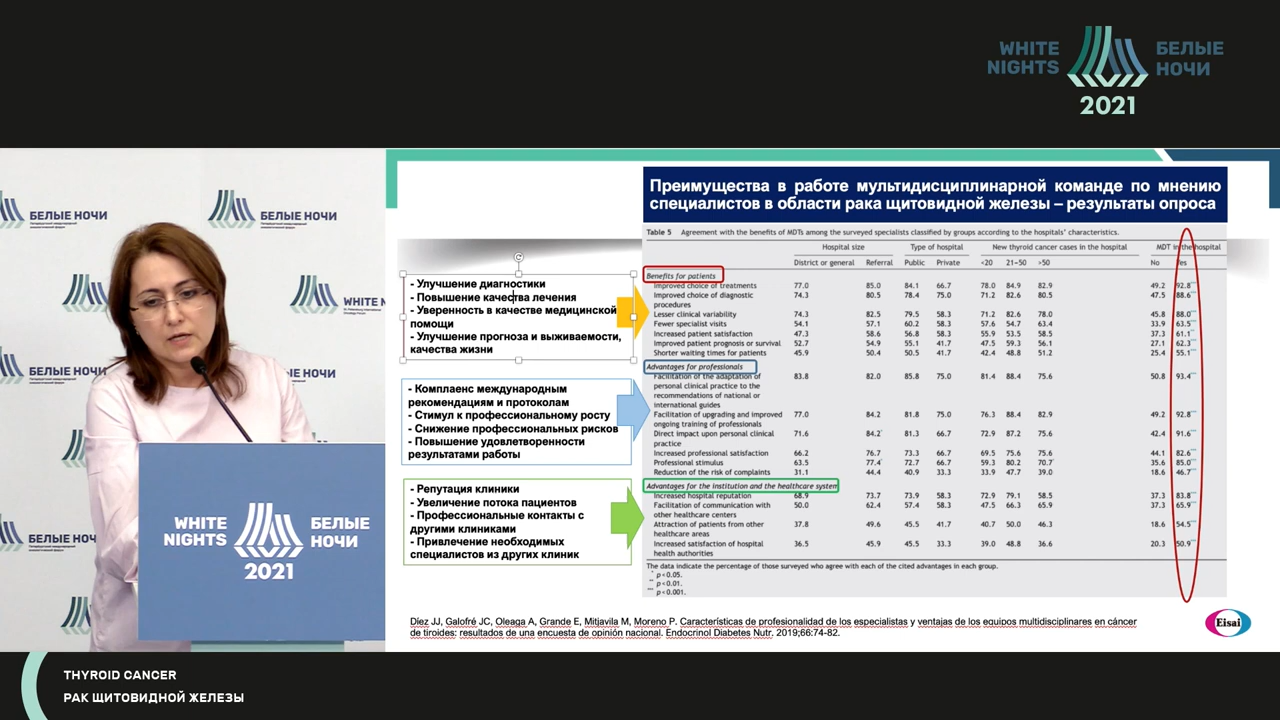 WHITE NIGHTS
БЕЛЫЕ НОЧИ
2021
БЕЛЫЕ НОЧИ
БЕЛЫЕ НОЧИ
БЕЛЫЕ НОЧИ
WHITE N
БЕЛЫЕ НОЧИ
БЕЛЫЕ НОЧИ
WHITE NIGHTS
БЕЛЫЕ НОЧИ
2021
Преимущества в работе мультидисциплинарной команде по мнению
специалистов в области рака щитовидной железы – результаты опроса
- Улучшение диагностики
- Повышение качества лечения
- Уверенность в качестве медицинской
помощи
- Улучшение прогноза и выживаемости,
качества жизни
- Комплаенс международным
рекомендациям и протоколам
- Стимул к профессиональному росту
- Снижение профессиональных рисков
- Повышение удовлетворенности
результатами работы
- Репутация клиники
- Увеличение потока пациентов
- Профессиональные контакты с
другими клиниками
- Привлечение необходимых
специалистов из других клиник
Table 5 Agreement with the benefits of MDTs among the surveyed specialists classified by groups according to the hospitals' characteristics.
Hospital size Type of hospital New thyroid cancer cases in the hospital MDT in the hospital
District or general Referral Public Private <20 21-50 >50 No Yes
Benefits for patients
Improved choice of treatments 77.0 85.0 84.1 66.7 78.0 84.9 82.9 49.2 92.8***
Improved choice of diagnostic 74.3 80.5 78.4 75.0 71.2 82.6 80.5 47.5 88.6***
procedures
Lesser clinical variability 74.3 82.5 79.5 58.3 71.2 82.6 78.0 45.8 88.0***
Fewer specialist visits 54.1 57.1 60.2 58.3 57.6 54.7 63.4 33.9 63.5***
Increased patient satisfaction 47.3 58.6 56.8 58.3 55.9 53.5 58.5 37.3 61.1**
Improved patient prognosis or survival 52.7 54.9 55.1 41.7 47.5 59.3 56.1 27.1 62.3***
Shorter waiting times for patients 45.9 50.4 50.5 41.7 42.4 48.8 51.2 25.4 55.1***
Advantages for professionals
Facilitation of the adaptation of 83.8 82.0 85.8 75.0 81.4 88.4 75.6 50.8 93.4***
personal clinical practice to the
recommendations of national or
international guides
Facilitation of upgrading and improved 77.0 84.2 81.8 75.0 76.3 88.4 82.9 49.2 92.8***
ongoing training of professionals
Direct impact upon personal clinical 71.6 84.2* 81.3 66.7 72.9 87.2 75.6 42.4 91.6***
practice
Increased professional satisfaction 66.2 76.7 73.3 66.7 69.5 75.6 75.6 44.1 82.6***
Professional stimulus 63.5 77.4* 72.7 66.7 59.3 80.2 70.7* 35.6 85.0***
Reduction of the risk of complaints 31.1 44.4 40.9 33.3 33.9 47.7 39.0 18.6 46.7***
Advantages for the institution and the healthcare system
Increased hospital reputation 68.9 73.7 73.9 58.3 72.9 79.1 58.5 37.3 83.8***
Facilitation of communication with 50.0 62.4 57.4 58.3 47.5 66.3 65.9 37.3 65.9***
other healthcare centers
Attraction of patients from other 37.8 49.6 45.5 41.7 40.7 50.0 46.3 18.6 54.5***
healthcare areas
Increased satisfaction of hospital 36.5 45.9 45.5 33.3 39.0 48.8 36.6 20.3 50.9***
health authorities
The data indicate the percentage of those surveyed who agree with each of the cited advantages in each group.
* p<0.05.
** p<0.01.
*** p<0.001.
Díez JJ, Galofré JC, Oleaga A, Grande E, Mitjavila M, Moreno P. Características de profesionalidad de los especialistas y ventajas de los equipos multidisciplinares en cáncer
de tiroides: resultados de una encuesta de opinión nacional. Endocrinol Diabetes Nutr. 2019;66:74-82.
Eisai
THYROID CANCER
РАК ЩИТОВИДНОЙ ЖЕЛЕЗЫ